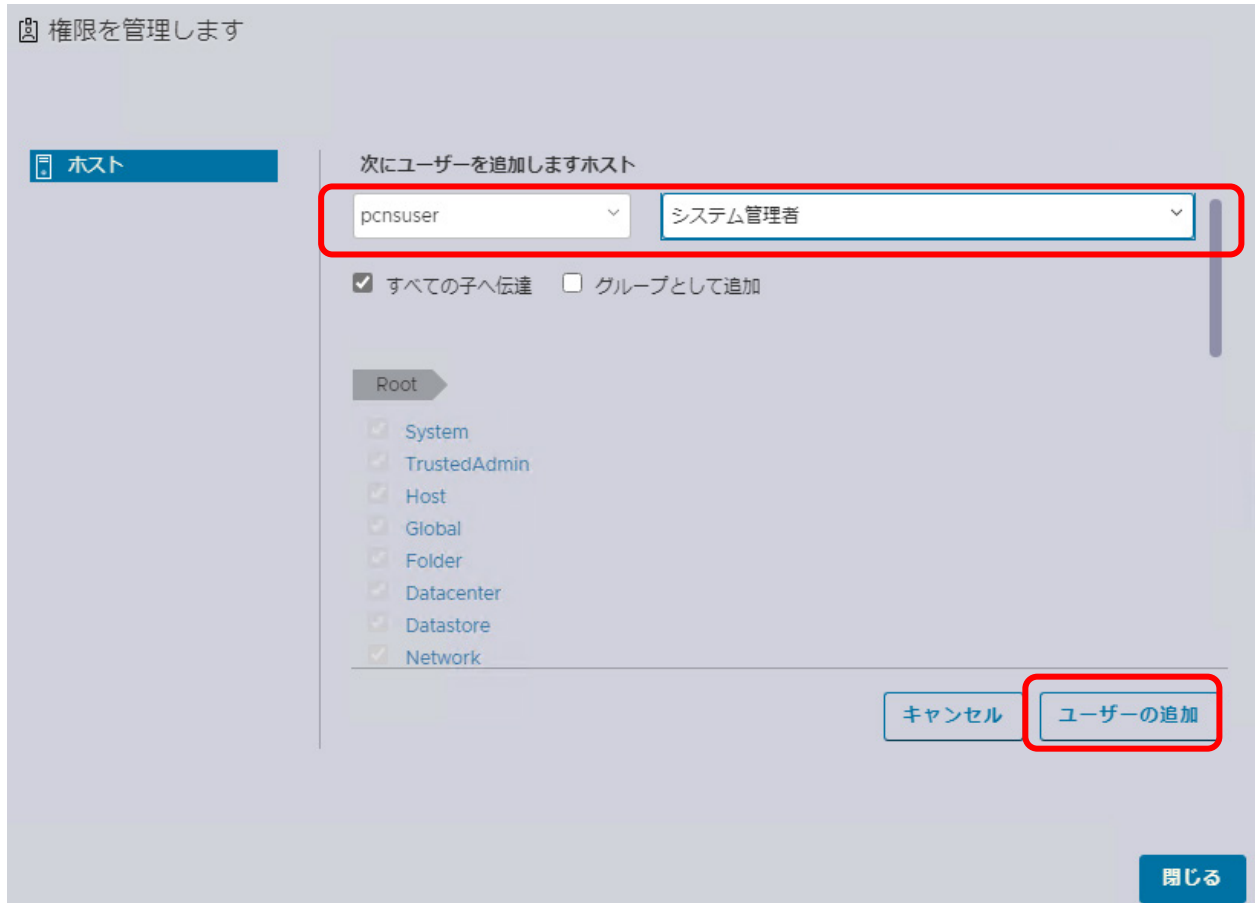 権限を管理します
ホスト
次にユーザーを追加しますホスト
pcnsuser
システム管理者
すべての子へ伝達
グループとして追加
Root
System
TrustedAdmin
Host
Global
Folder
Datacenter
Datastore
Network
キャンセル
ユーザーの追加
閉じる